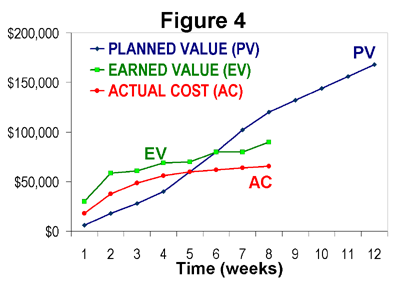 Figure 4
$200,000
$150,000
$100,000
$50,000
$0
PLANNED VALUE (PV)
EARNED VALUE (EV)
ACTUAL COST (AC)
PV
EV
AC
1 2 3 4 5 6 7 8 9 10 11 12
Time (weeks)